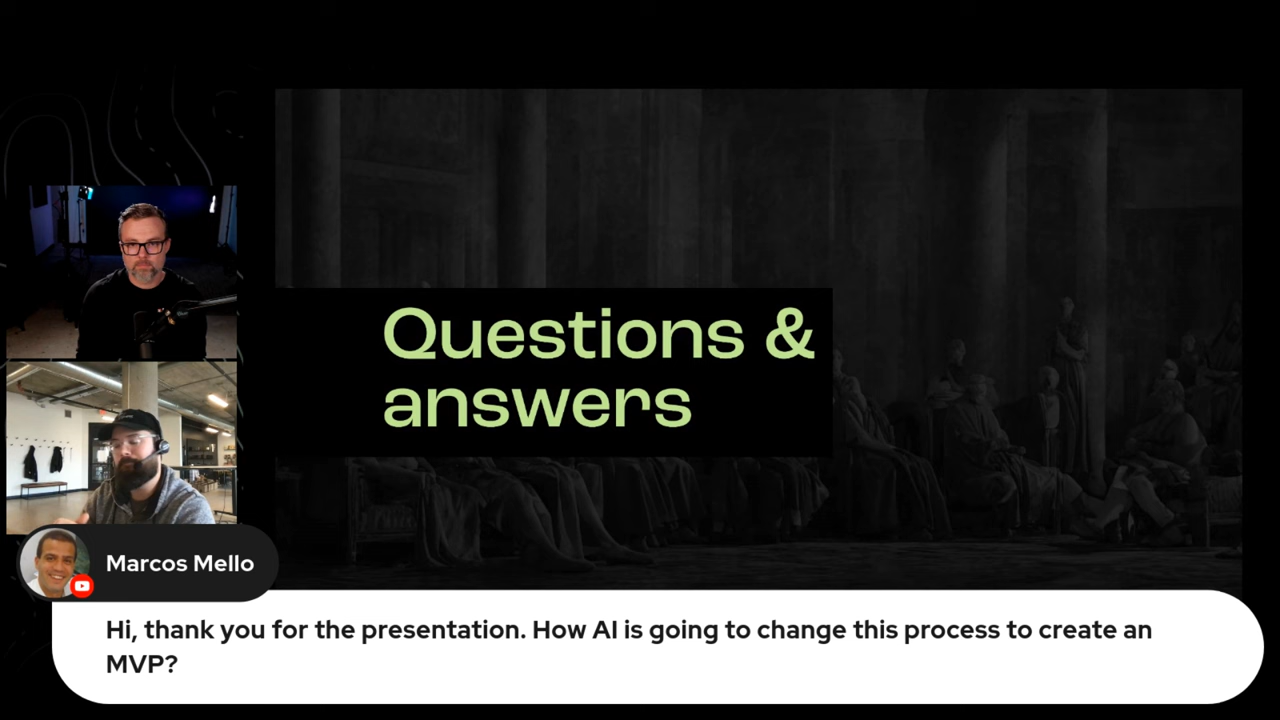 Questions &
answers
Marcos Mello
Hi, thank you for the presentation. How AI is going to change this process to create an
MVP?